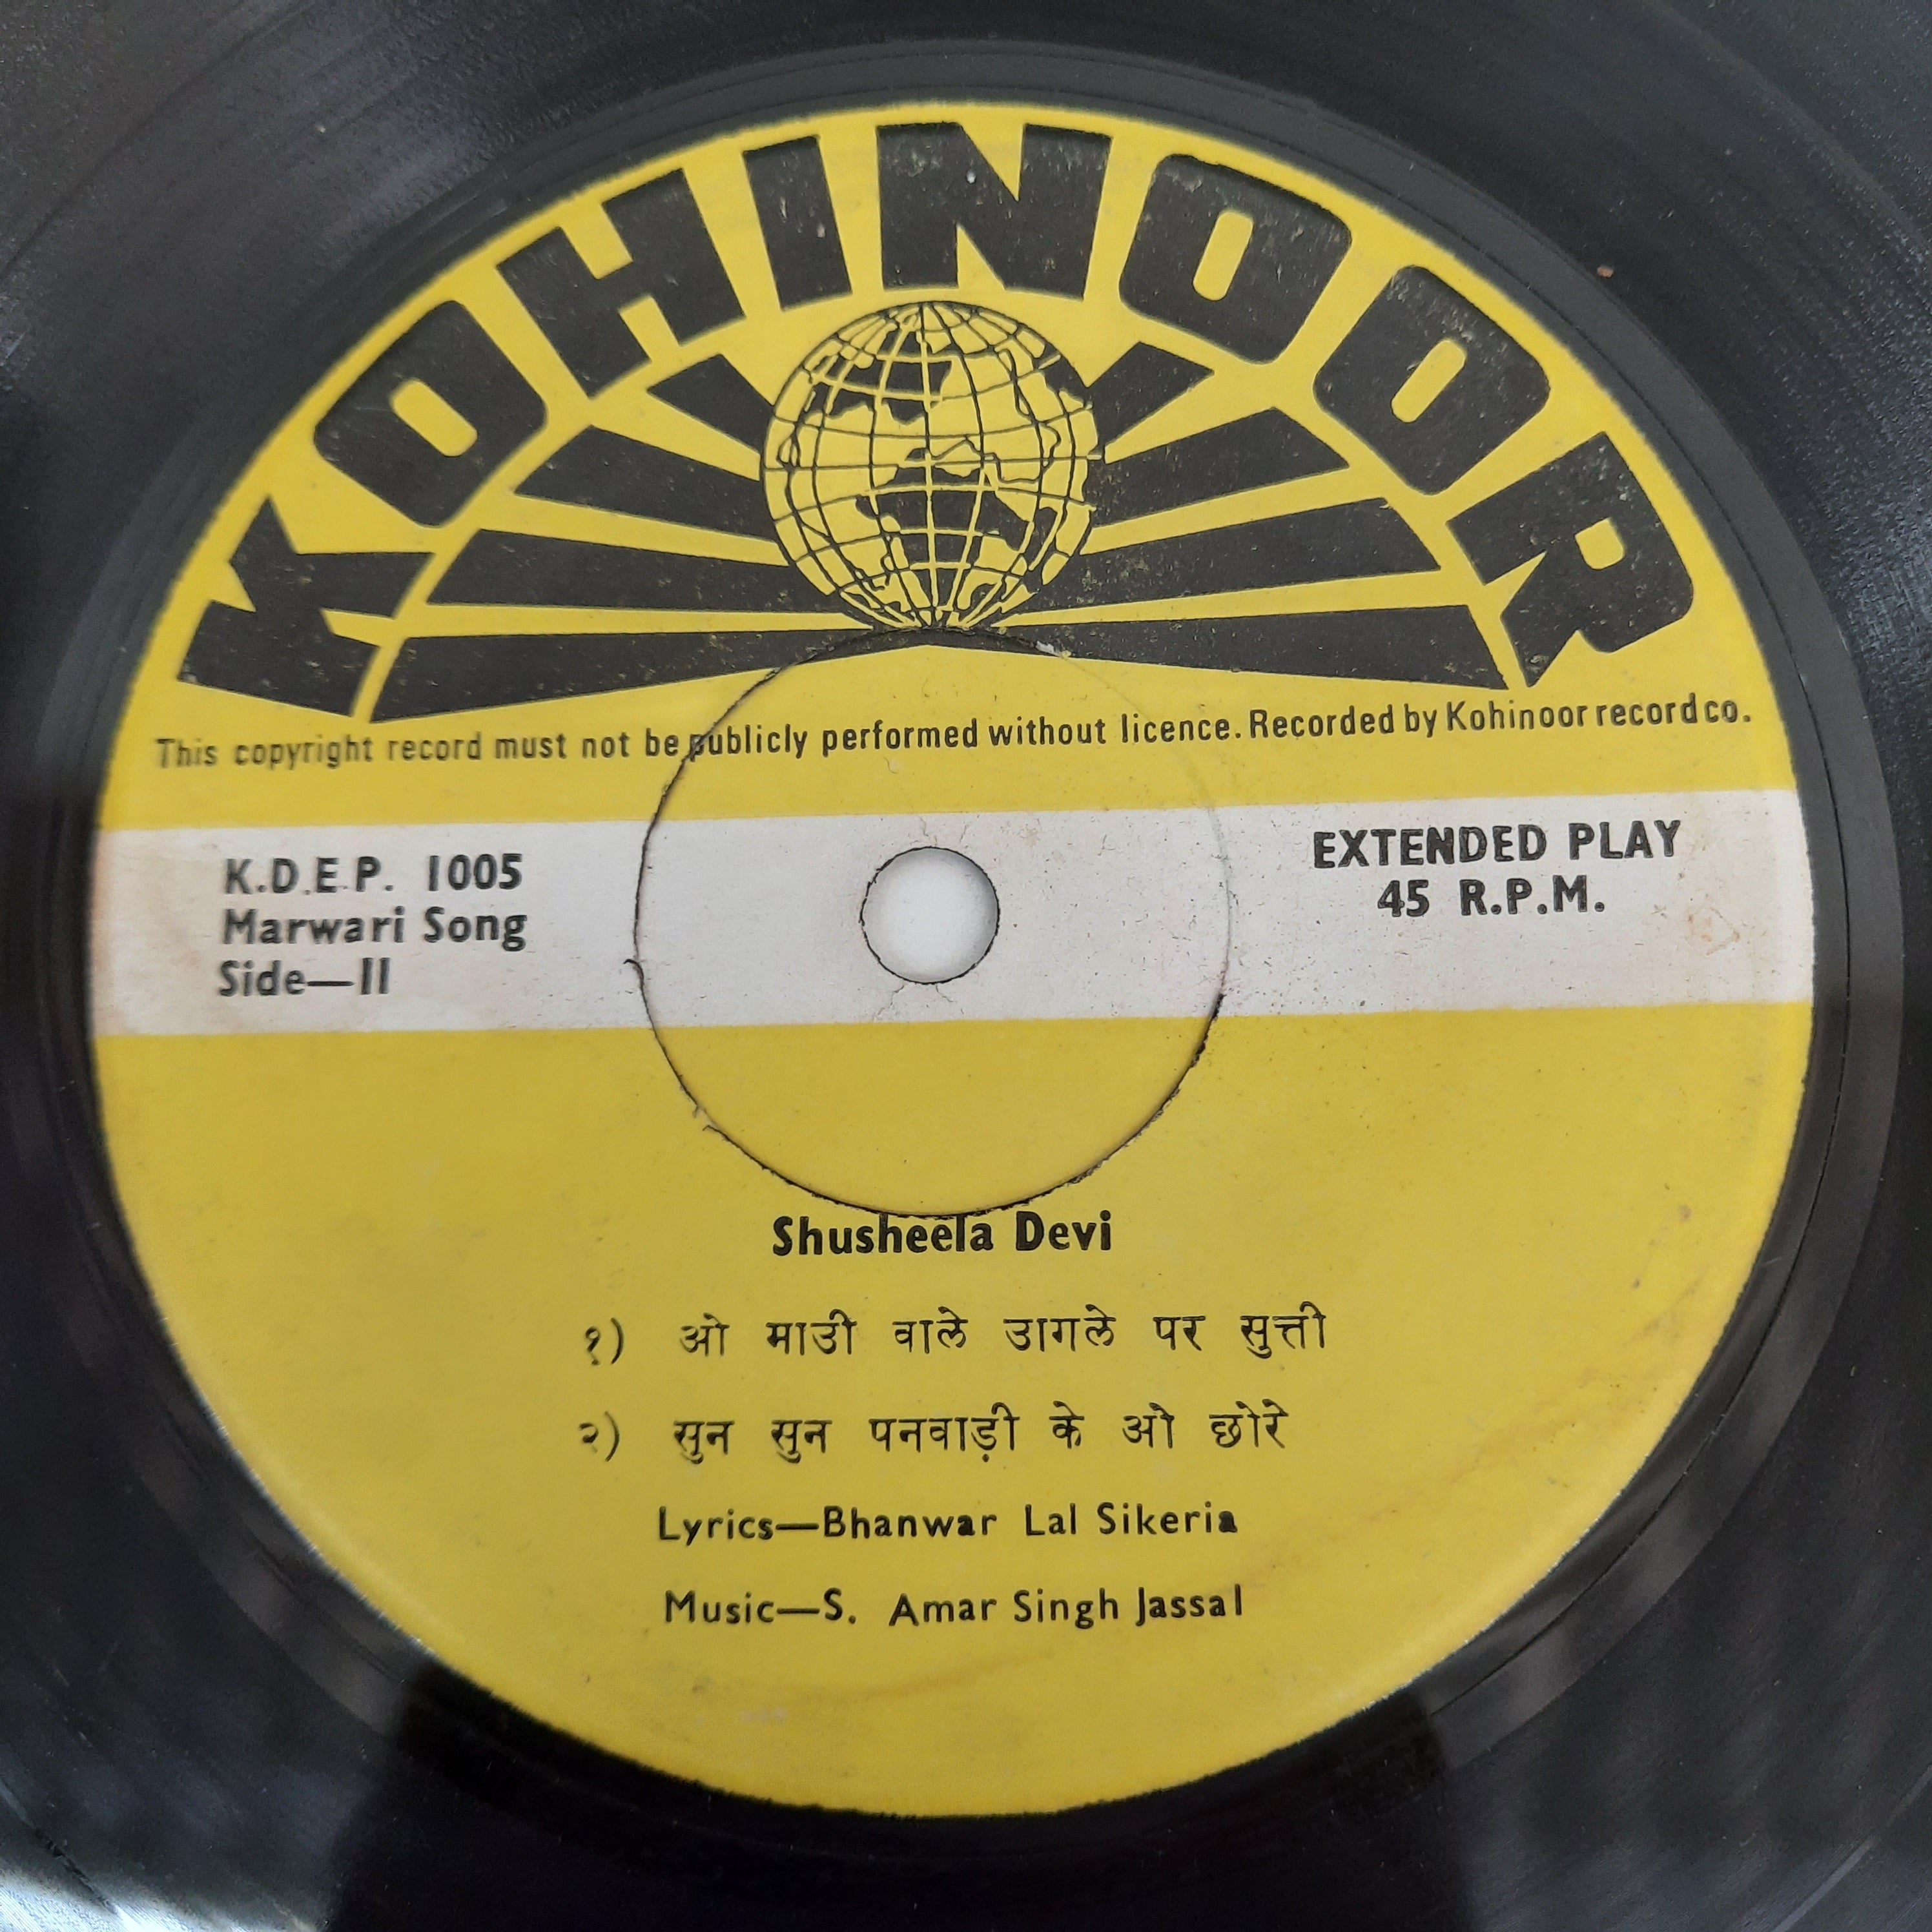 KOHINOOR
This copyright record must not be publicly performed without licence. Recorded by Kohinoor record co.
K.D.E.P. 1005
Marwari Song
Side—II
EXTENDED PLAY
45 R.P.M.
Shusheela Devi
१) ओ माउी वाले उागले पर सुत्ती
२) सुन सुन पनवाड़ी के ओ छोरे
Lyrics—Bhanwar Lal Sikeria
Music—S. Amar Singh Jassal